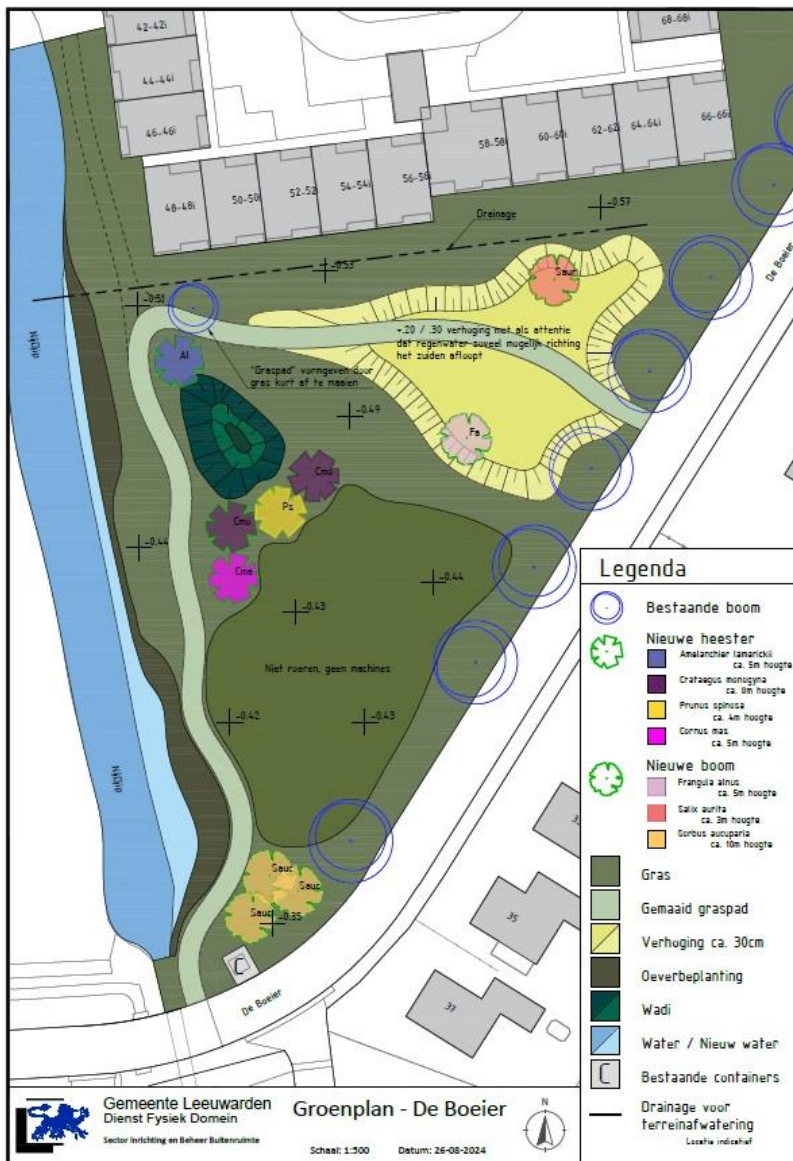 42-42i
44-44i
46-46i
48-48i
50-50i
52-52i
54-54i
56-56i
58-58i
60-60i
62-62i
64-64i
66-66i
68-68i
-0.57
Drainage
De Boeier
-0.53
Saur
-0.51
+.20 / .30 verhoging met als attentie
dat regenwater zoveel mogelijk richting
het zuiden afloopt
Al
"Graspad" vormgeven door
gras kort af te maaien
-0.49
Fa
Cmu
Ps
Cmu
-0.44
Cme
-0.44
-0.43
Niet roeren, geen machines
-0.42
-0.43
Sauc
Sauc
Sauc
-0.35
C
De Boeier
35
37
Legenda
Bestaande boom
Nieuwe heester
Amelanchier lamarickii
ca. 5m hoogte
Crataegus monogyna
ca. 8m hoogte
Prunus spinosa
ca. 4m hoogte
Cornus mas
ca. 5m hoogte
Nieuwe boom
Frangula alnus
ca. 5m hoogte
Salix aurita
ca. 3m hoogte
Sorbus aucuparia
ca. 10m hoogte
Gras
Gemaaid graspad
Verhoging ca. 30cm
Oeverbeplanting
Wadi
Water / Nieuw water
C
Bestaande containers
Drainage voor
terreinafwatering
Locatie indicatief
Gemeente Leeuwarden
Dienst Fysiek Domein
Sector Inrichting en Beheer Buitenruimte
Groenplan - De Boeier
Schaal: 1:300
Datum: 26-08-2024
N